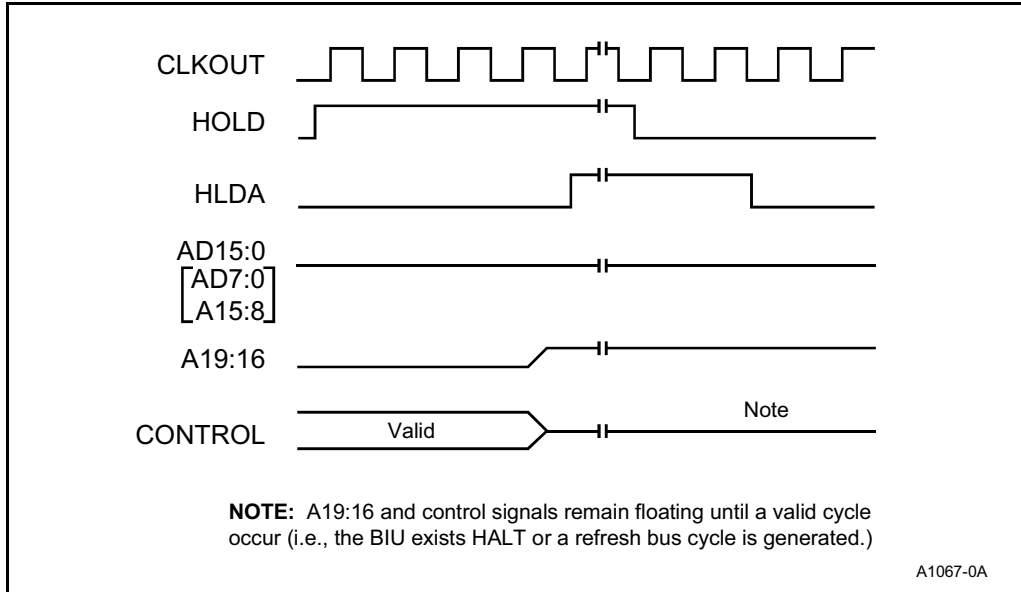 CLKOUT
HOLD
HLDA
AD15:0
[AD7:0
A15:8]
A19:16
CONTROL
Valid
Note
NOTE: A19:16 and control signals remain floating until a valid cycle
occur (i.e., the BIU exists HALT or a refresh bus cycle is generated.)
A1067-0A